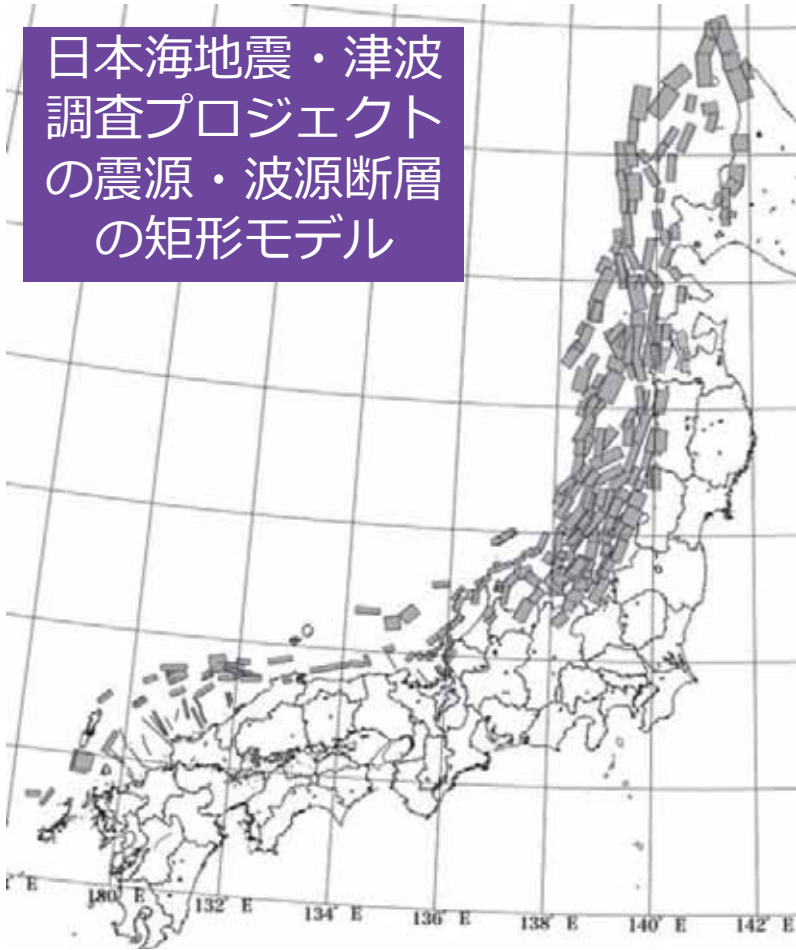 日本海地震・津波
調査プロジェクト
の震源・波源断層
の矩形モデル
E
180° E
132° E
134° E
136° E
138° E
140° E
142° E